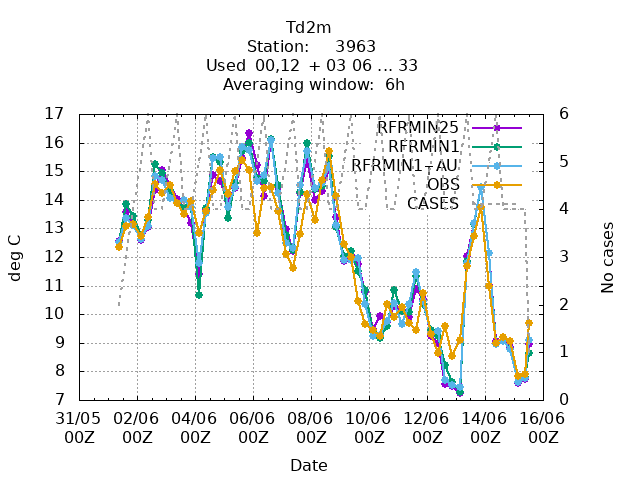 Td2m
Station: 3963
Used 00,12 + 03 06 ... 33
Averaging window: 6h
17 6
16
15 5
14 4
13
12 3
11
10 2
9
8 1
7 0
RFRMIN25
RFRMIN1
RFRMIN1-AU
OBS
CASES
deg C
No cases
31/05 02/06 04/06 06/06 08/06 10/06 12/06 14/06 16/06
00Z 00Z 00Z 00Z 00Z 00Z 00Z 00Z 00Z
Date